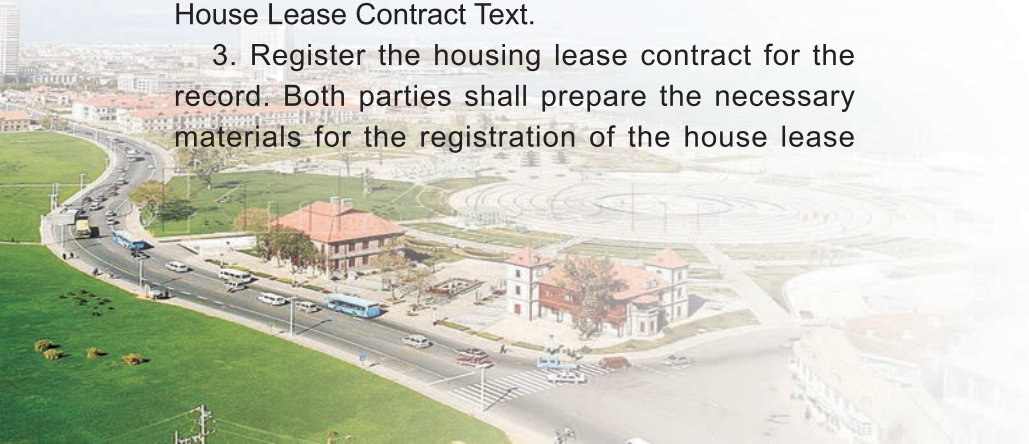 House Lease Contract Text.
3. Register the housing lease contract for the
record. Both parties shall prepare the necessary
materials for the registration of the house lease